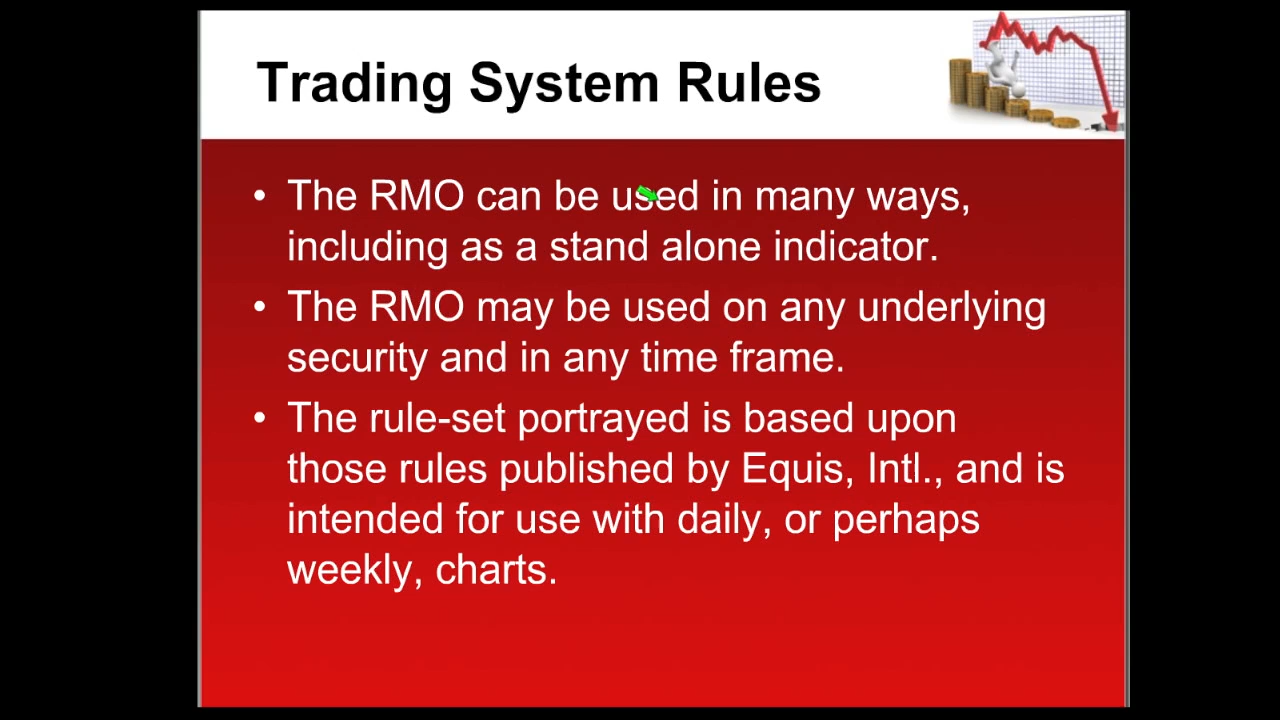 Trading System Rules
• The RMO can be used in many ways,
including as a stand alone indicator.
• The RMO may be used on any underlying
security and in any time frame.
• The rule-set portrayed is based upon
those rules published by Equis, Intl., and is
intended for use with daily, or perhaps
weekly, charts.